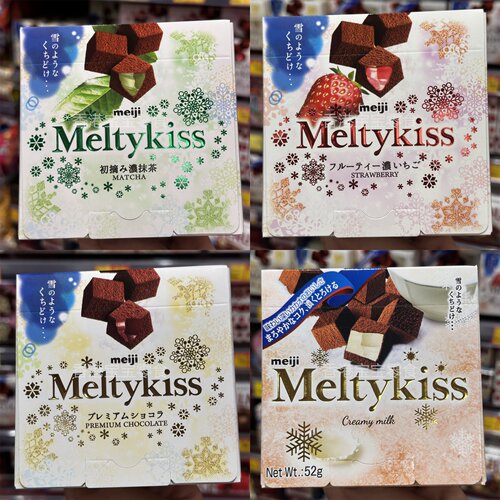 雪のような
くちどけ・・・
meiji
Meltykiss
初摘み濃抹茶
MATCHA
雪のような
くちどけ・・・
meiji
Meltykiss
フルーティー濃いちご
STRAWBERRY
雪のような
くちどけ・・・
meiji
Meltykiss
プレミアムショコラ
PREMIUM CHOCOLATE
まろやかなコク、濃くとろける
雪のような
くちどけ・・・
meiji
Meltykiss
Creamy milk
Net Wt.: 52g